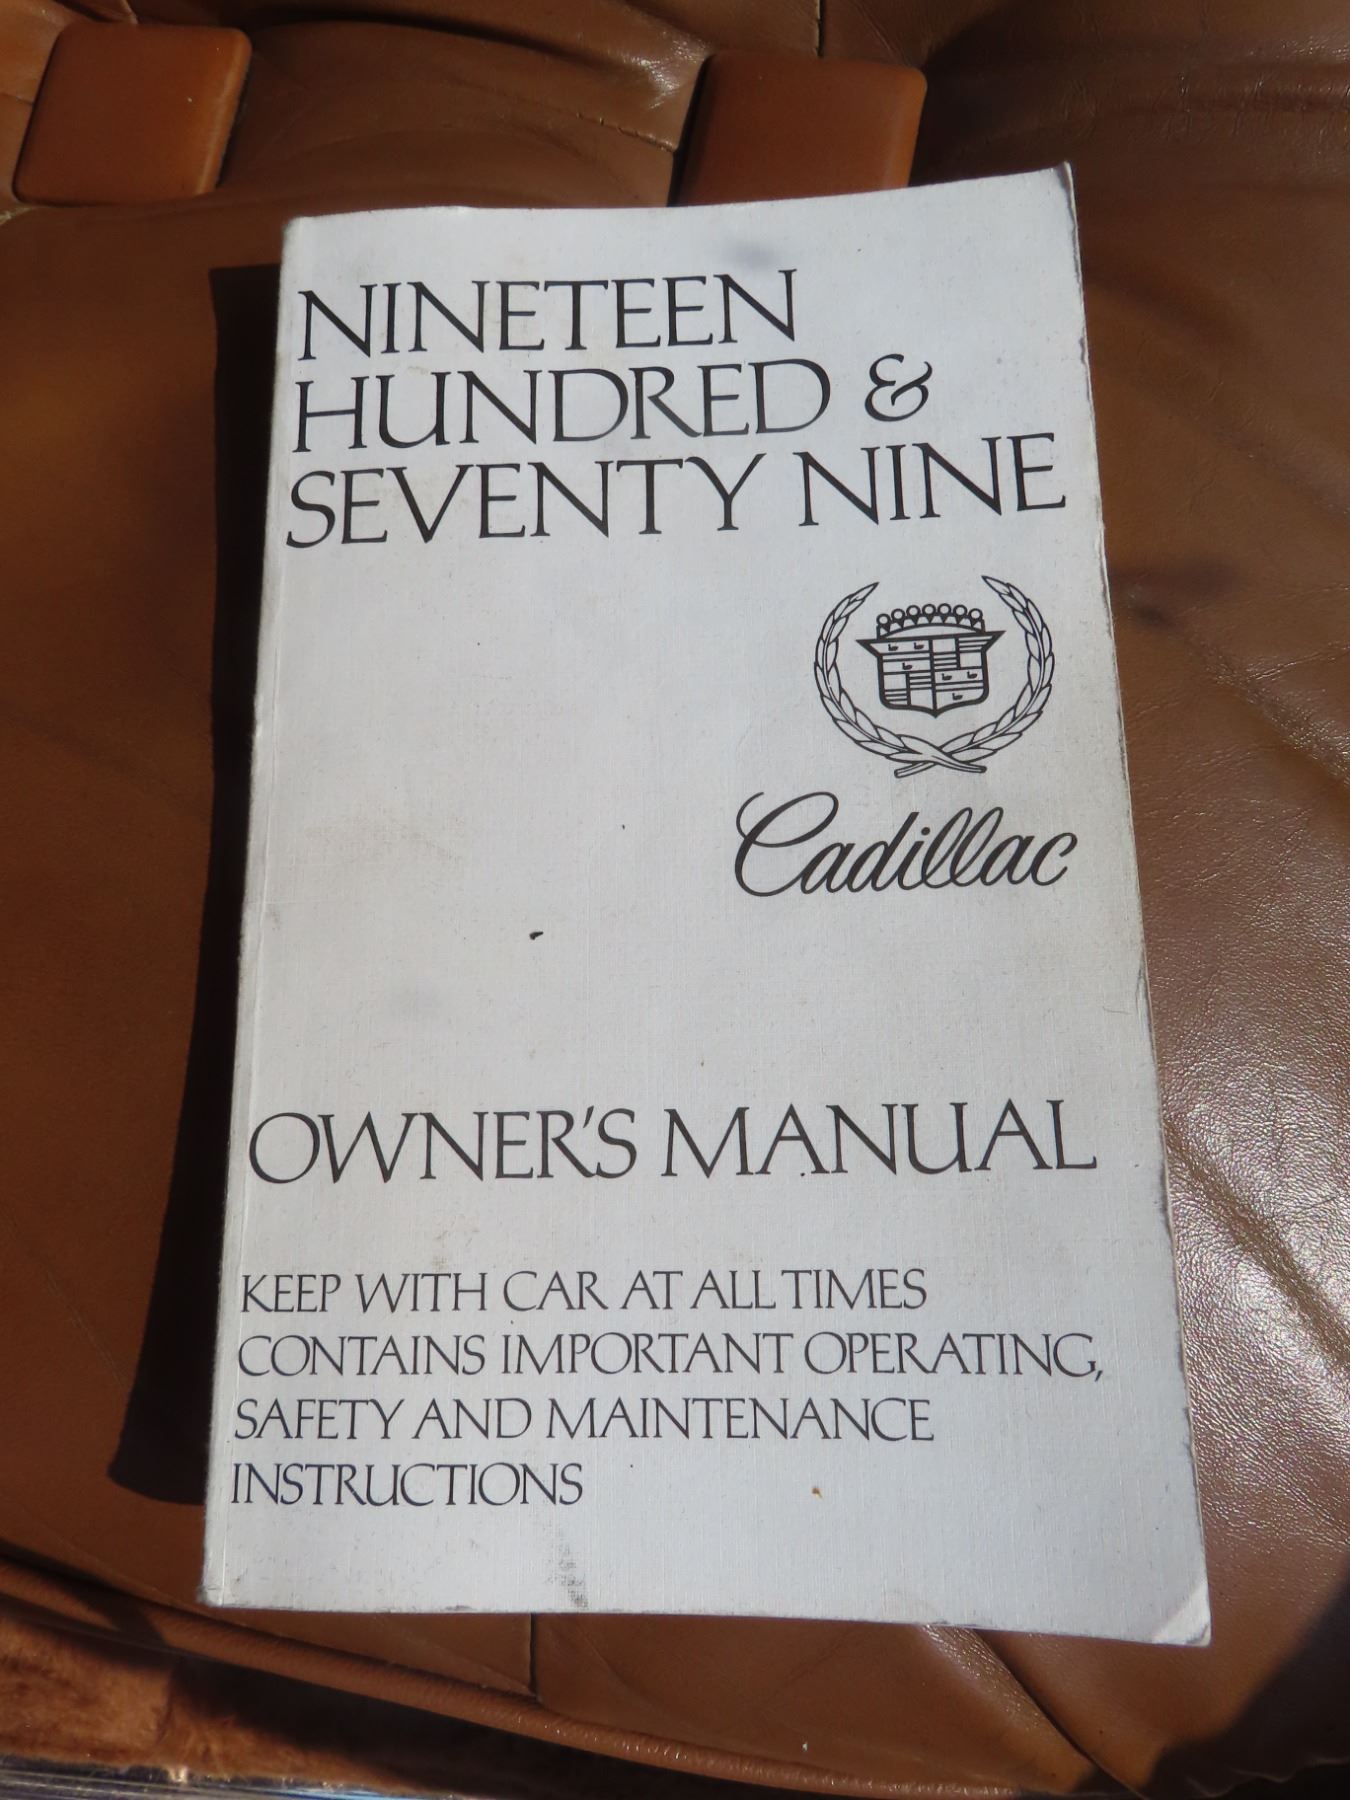 NINETEEN
HUNDRED &
SEVENTY NINE
Cadillac
OWNER'S MANUAL
KEEP WITH CAR AT ALL TIMES
CONTAINS IMPORTANT OPERATING,
SAFETY AND MAINTENANCE
INSTRUCTIONS